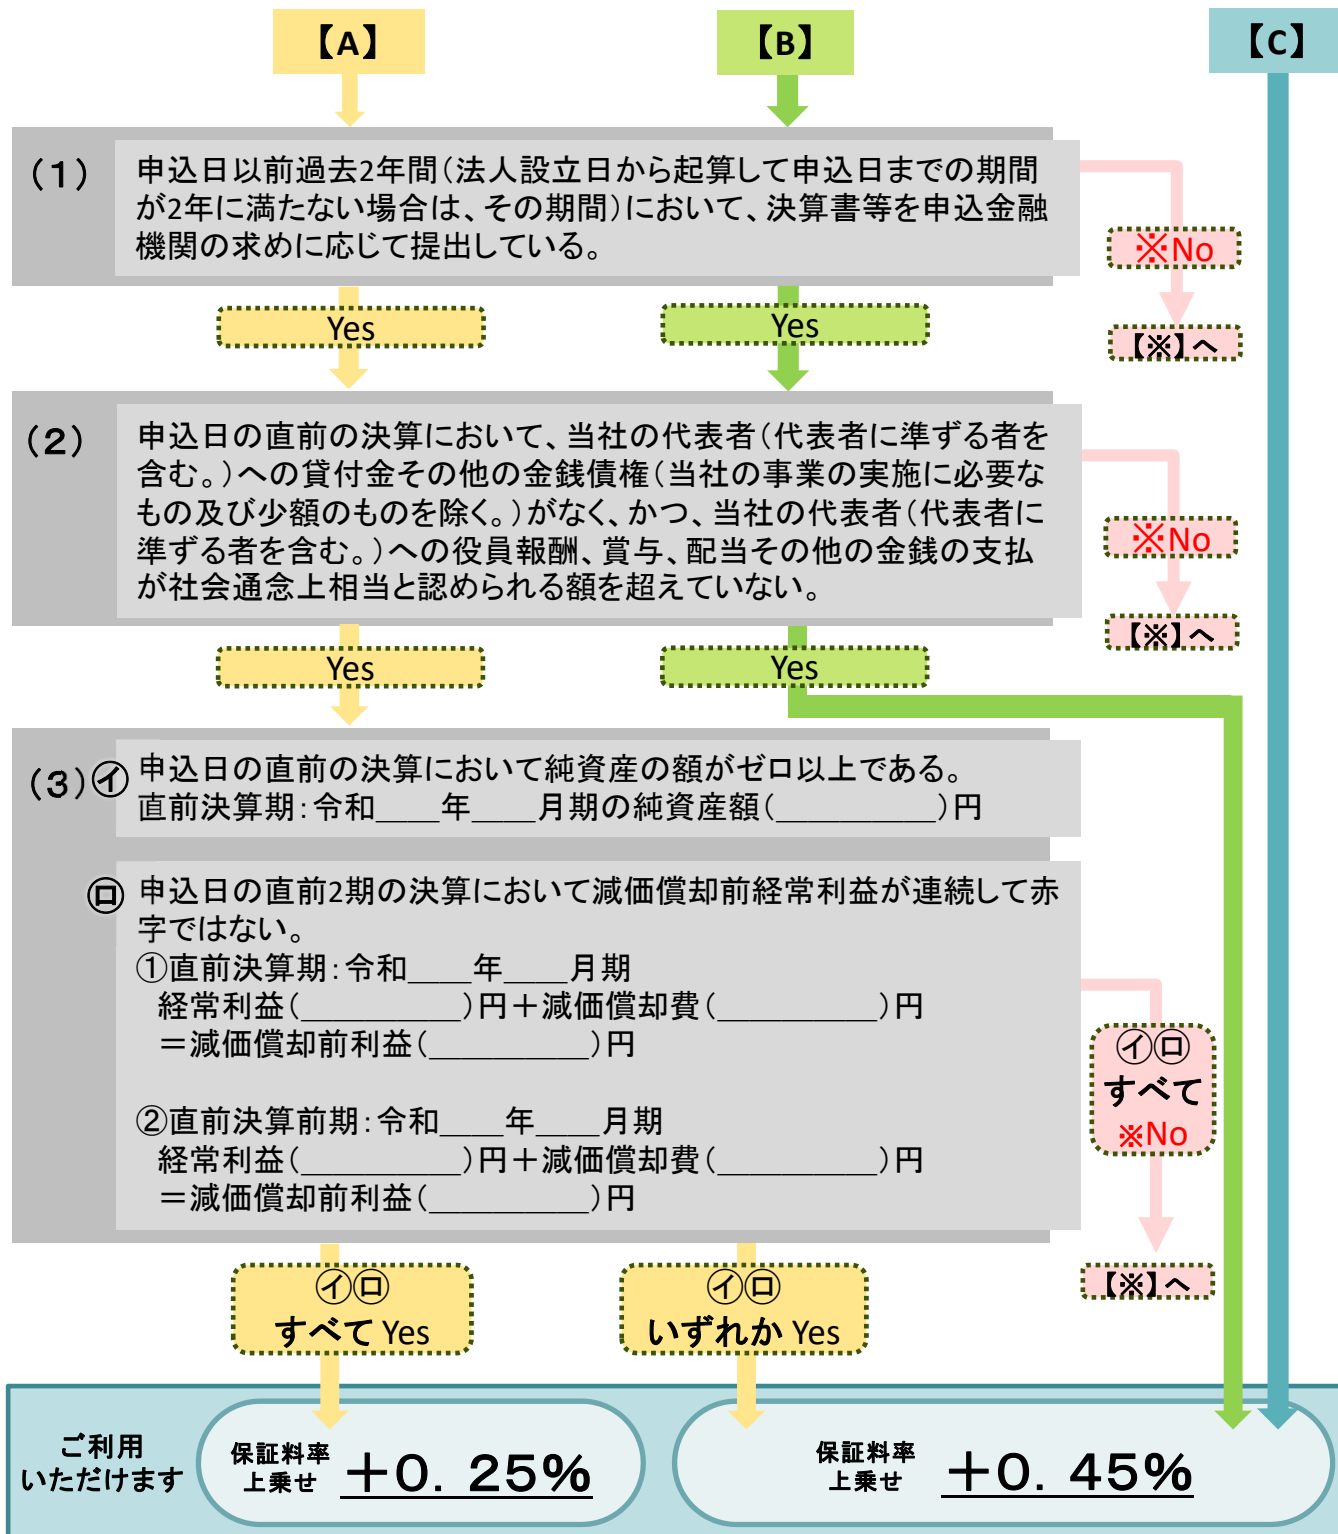 【A】
【B】
【C】
（１）
申込日以前過去2年間（法人設立日から起算して申込日までの期間
が2年に満たない場合は、その期間）において、決算書等を申込金融
機関の求めに応じて提出している。
※No
【※】へ
Yes
Yes
（２）
申込日の直前の決算において、当社の代表者（代表者に準ずる者を
含む。）への貸付金その他の金銭債権（当社の事業の実施に必要な
もの及び少額のものを除く。）がなく、かつ、当社の代表者（代表者に
準ずる者を含む。）への役員報酬、賞与、配当その他の金銭の支払
が社会通念上相当と認められる額を超えていない。
※No
【※】へ
Yes
Yes
（３）㋑
申込日の直前の決算において純資産の額がゼロ以上である。
直前決算期：令和____年____月期の純資産額（__________）円
㋺
申込日の直前2期の決算において減価償却前経常利益が連続して赤
字ではない。
①直前決算期：令和____年____月期
経常利益（__________）円＋減価償却費（__________）円
＝減価償却前利益（__________）円
②直前決算前期：令和____年____月期
経常利益（__________）円＋減価償却費（__________）円
＝減価償却前利益（__________）円
㋑㋺
すべて
※No
【※】へ
㋑㋺
すべて Yes
㋑㋺
いずれか Yes
ご利用
いただけます
保証料率
上乗せ
＋０．２５％
保証料率
上乗せ
＋０．４５％